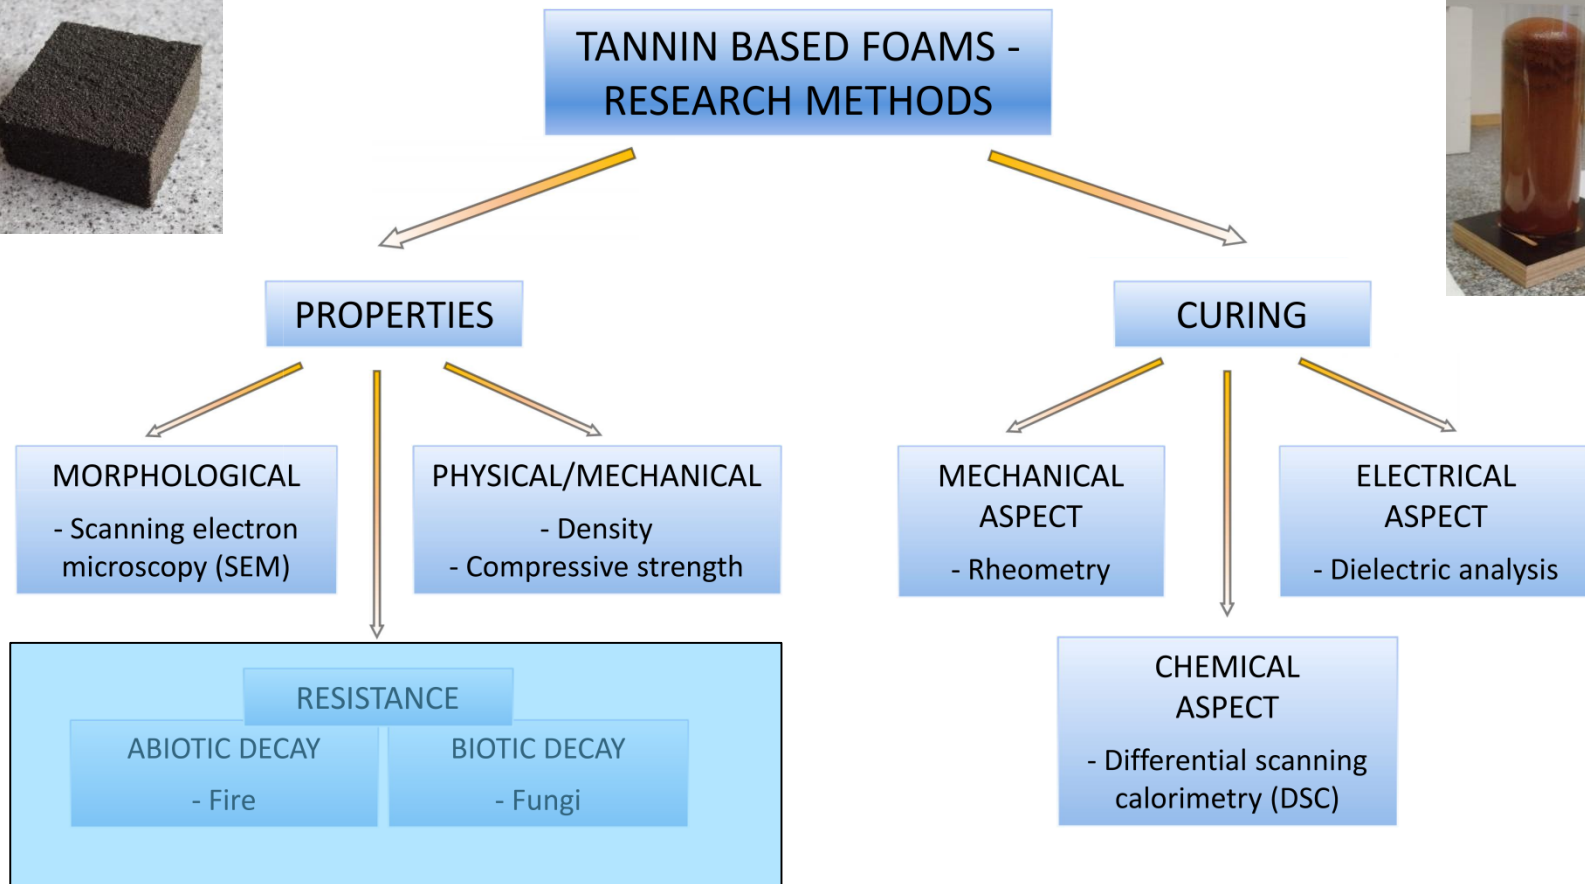 TANNIN BASED FOAMS -
RESEARCH METHODS
PROPERTIES
CURING
MORPHOLOGICAL
- Scanning electron
microscopy (SEM)
PHYSICAL/MECHANICAL
- Density
- Compressive strength
MECHANICAL
ASPECT
- Rheometry
ELECTRICAL
ASPECT
- Dielectric analysis
RESISTANCE
ABIOTIC DECAY
- Fire
BIOTIC DECAY
- Fungi
CHEMICAL
ASPECT
- Differential scanning
calorimetry (DSC)